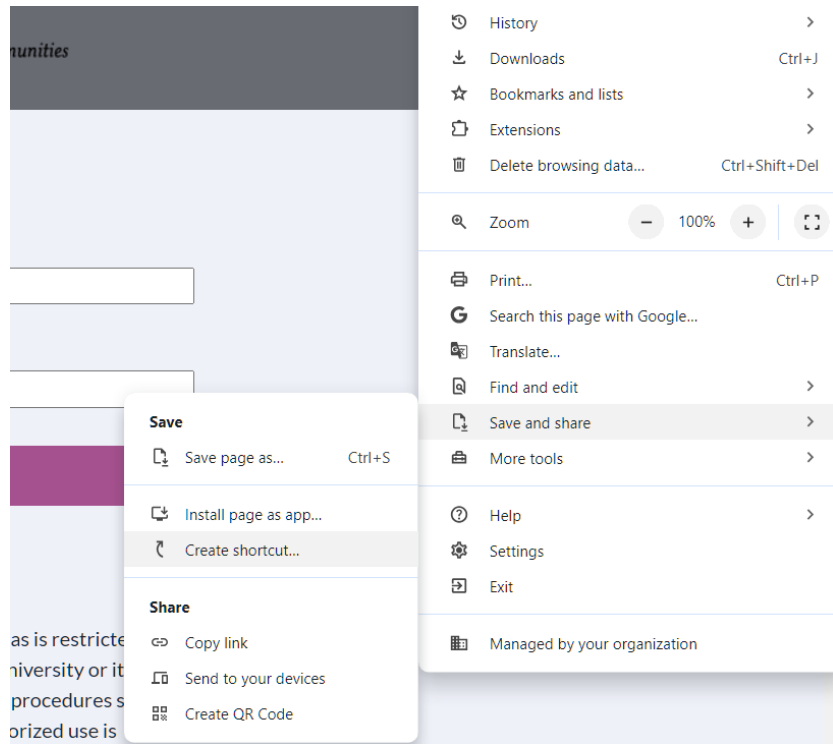 munities
History
Downloads Ctrl+J
Bookmarks and lists
Extensions
Delete browsing data... Ctrl+Shift+Del
Zoom − 100% +
Print... Ctrl+P
Search this page with Google...
Translate...
Find and edit
Save and share
More tools
Help
Settings
Exit
Managed by your organization
Save
Save page as... Ctrl+S
Install page as app...
Create shortcut...
Share
Copy link
Send to your devices
Create QR Code
as is restricte
niversity or it
procedures s
orized use is